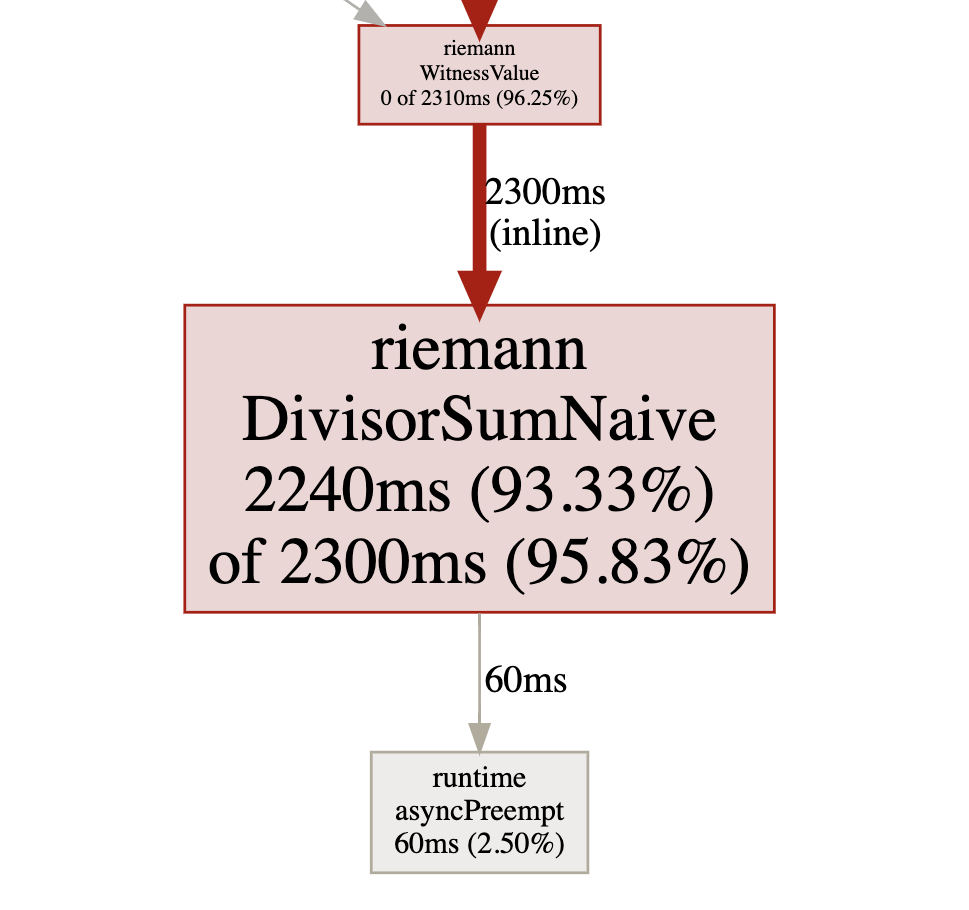 riemann
WitnessValue
0 of 2310ms (96.25%)
2300ms
(inline)
riemann
DivisorSumNaive
2240ms (93.33%)
of 2300ms (95.83%)
60ms
runtime
asyncPreempt
60ms (2.50%)